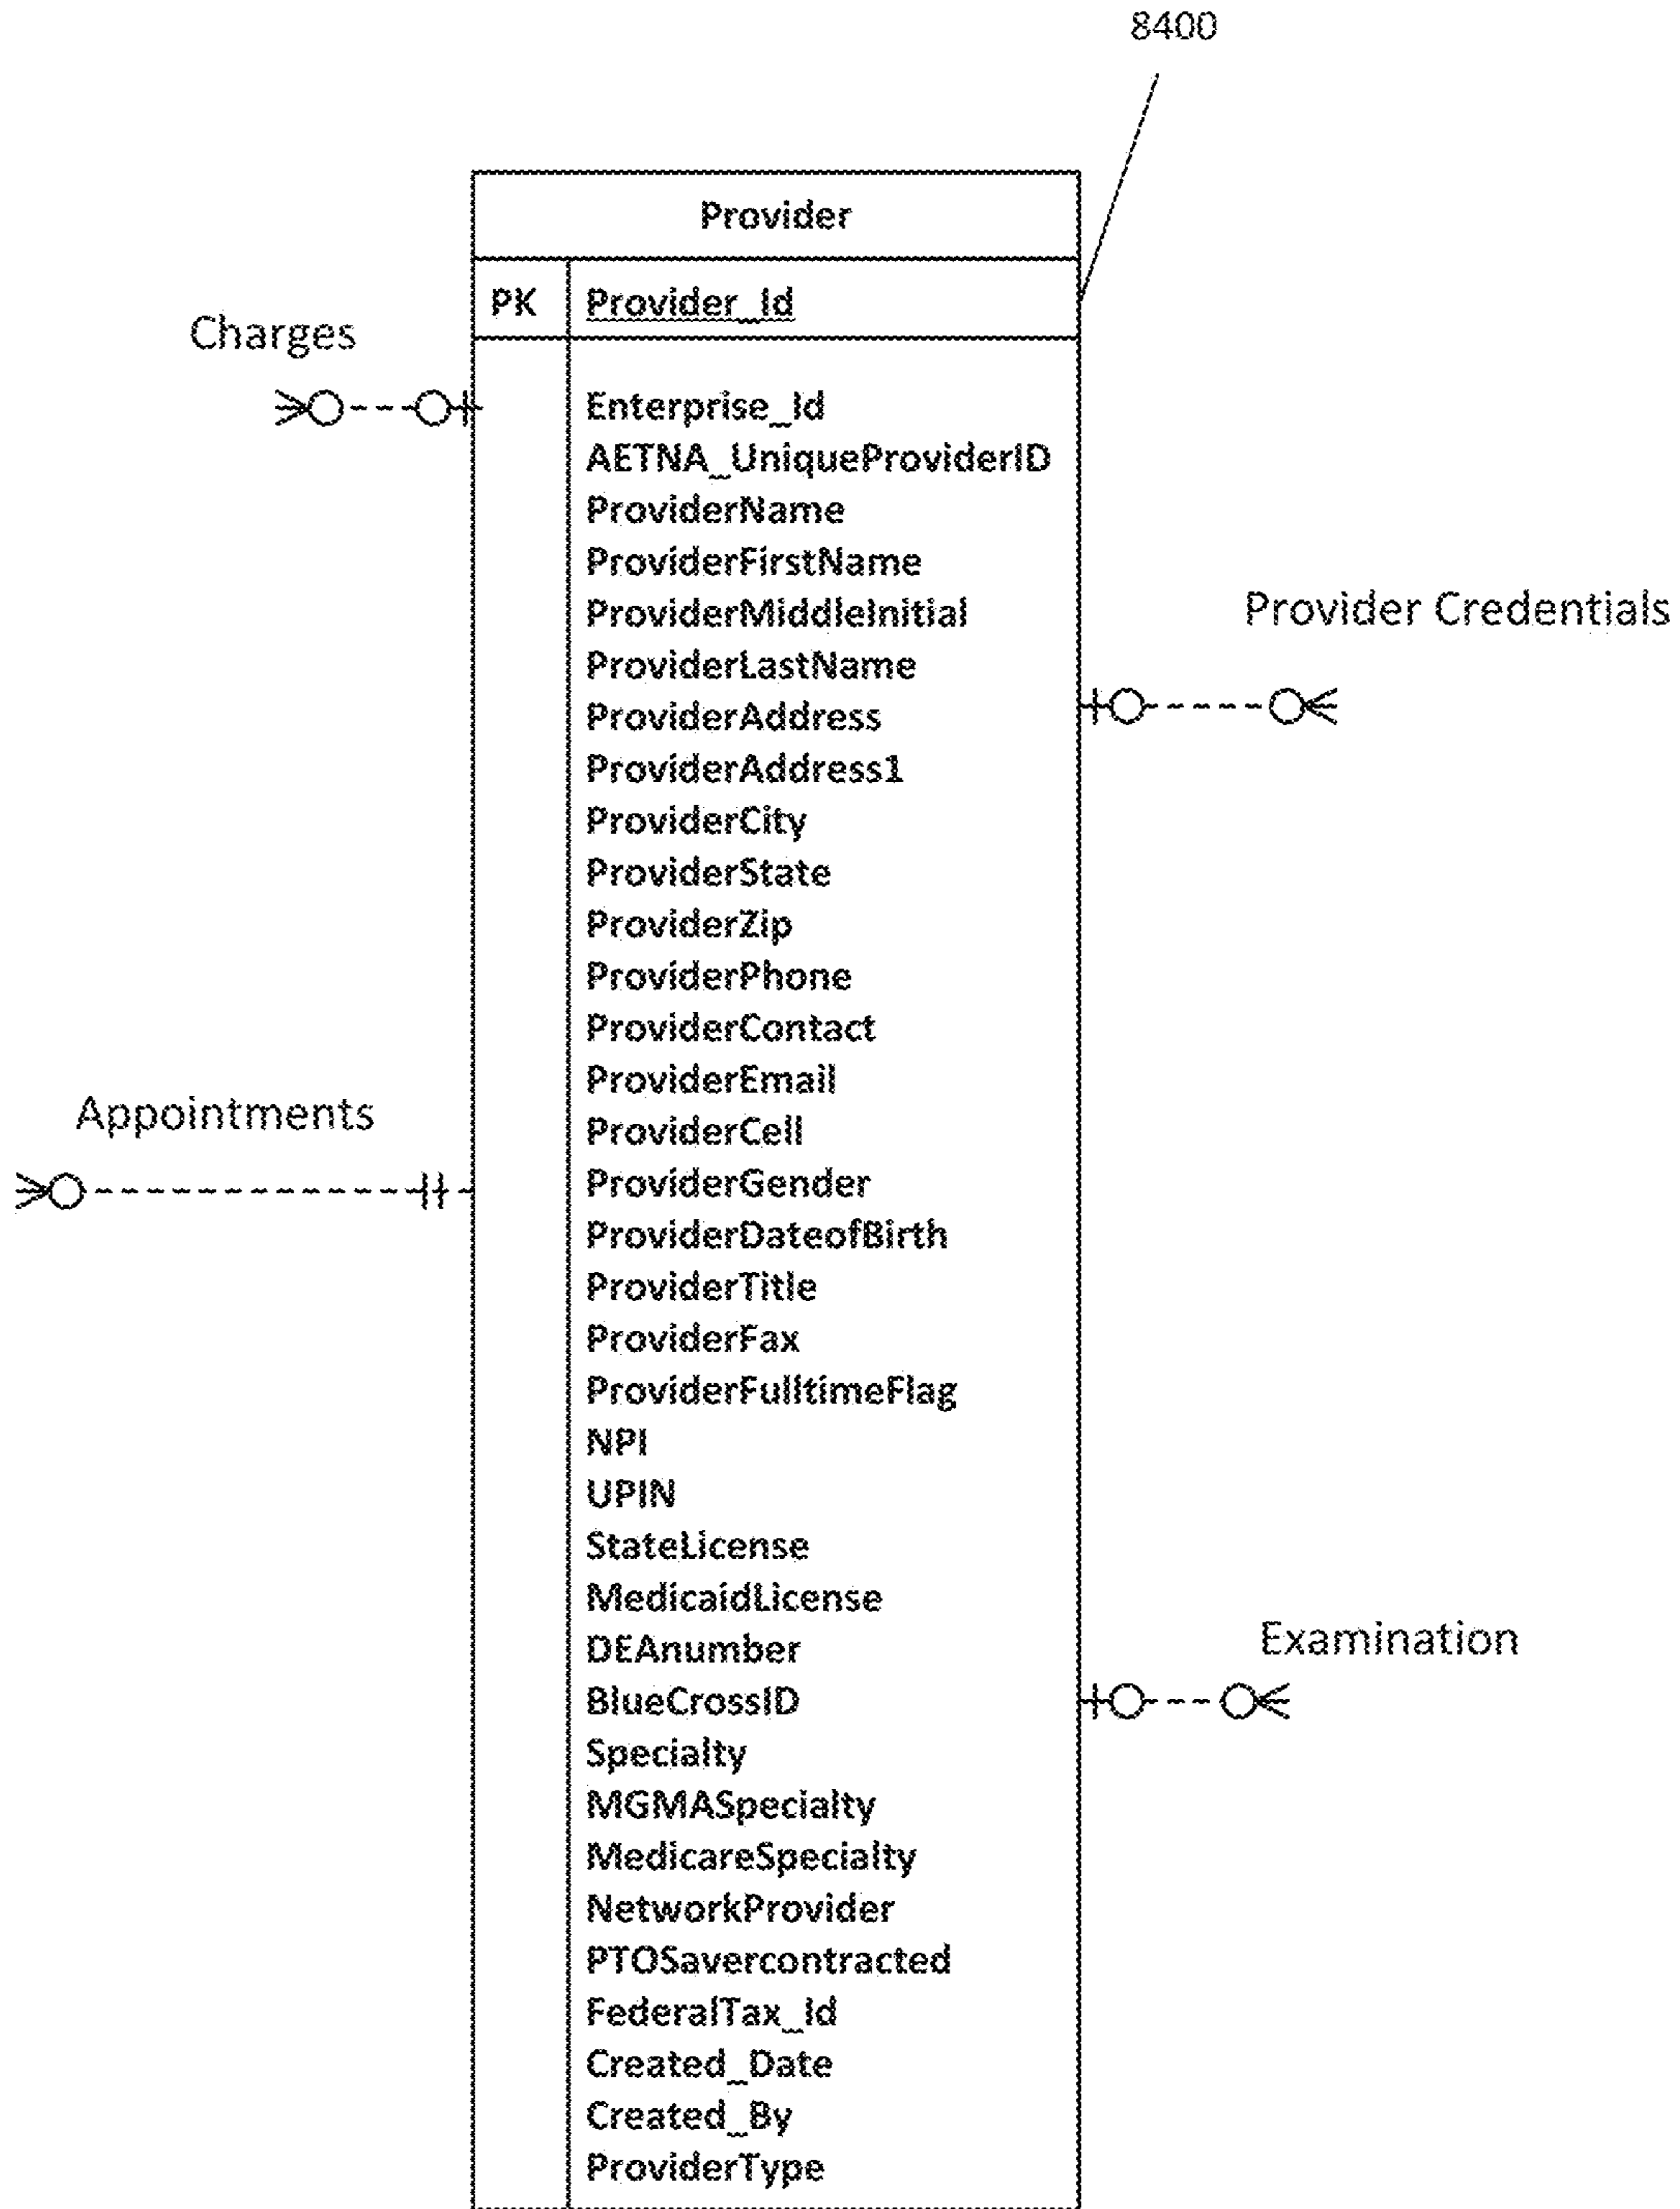 8400
Provider
PK Provider_Id
Charges
Enterprise_Id
AETNA_UniqueProviderID
ProviderName
ProviderFirstName
ProviderMiddleInitial
Provider Credentials
ProviderLastName
ProviderAddress
ProviderAddress1
ProviderCity
ProviderState
ProviderZip
ProviderPhone
ProviderContact
ProviderEmail
Appointments
ProviderCell
ProviderGender
ProviderDateofBirth
ProviderTitle
ProviderFax
ProviderFulltimeFlag
NPI
UPIN
StateLicense
MedicaidLicense
Examination
DEAnumber
BlueCrossID
Specialty
MGMASpecialty
MedicareSpecialty
NetworkProvider
PTOSavercontracted
FederalTax_Id
Created_Date
Created_By
ProviderType